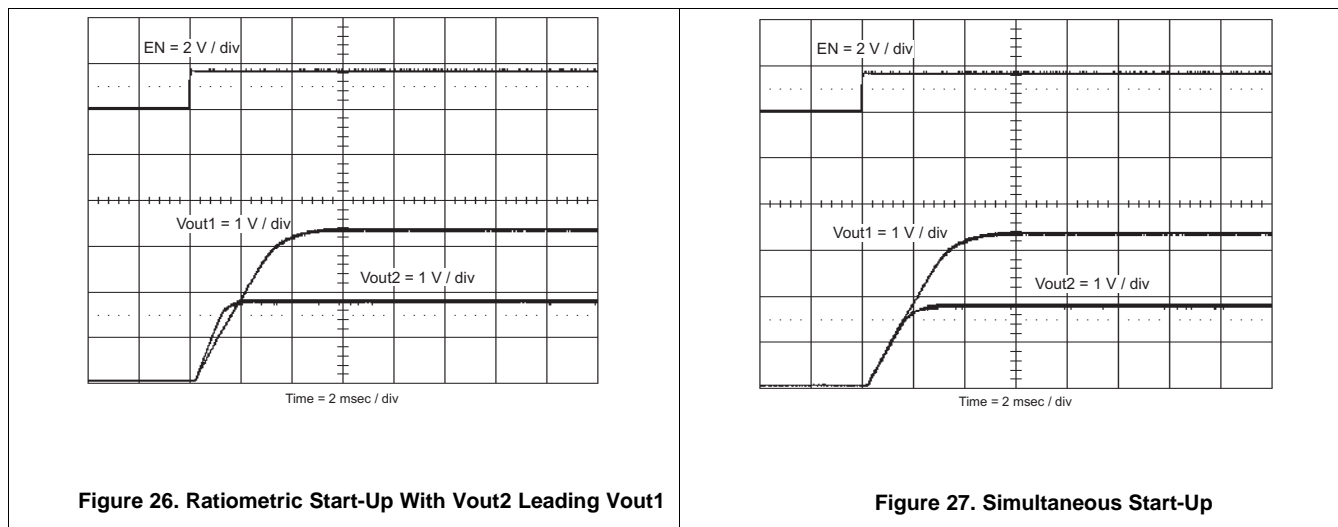 EN = 2 V / div
Vout1 = 1 V / div
Vout2 = 1 V / div
Time = 2 msec / div
Figure 26. Ratiometric Start-Up With Vout2 Leading Vout1
EN = 2 V / div
Vout1 = 1 V / div
Vout2 = 1 V / div
Time = 2 msec / div
Figure 27. Simultaneous Start-Up